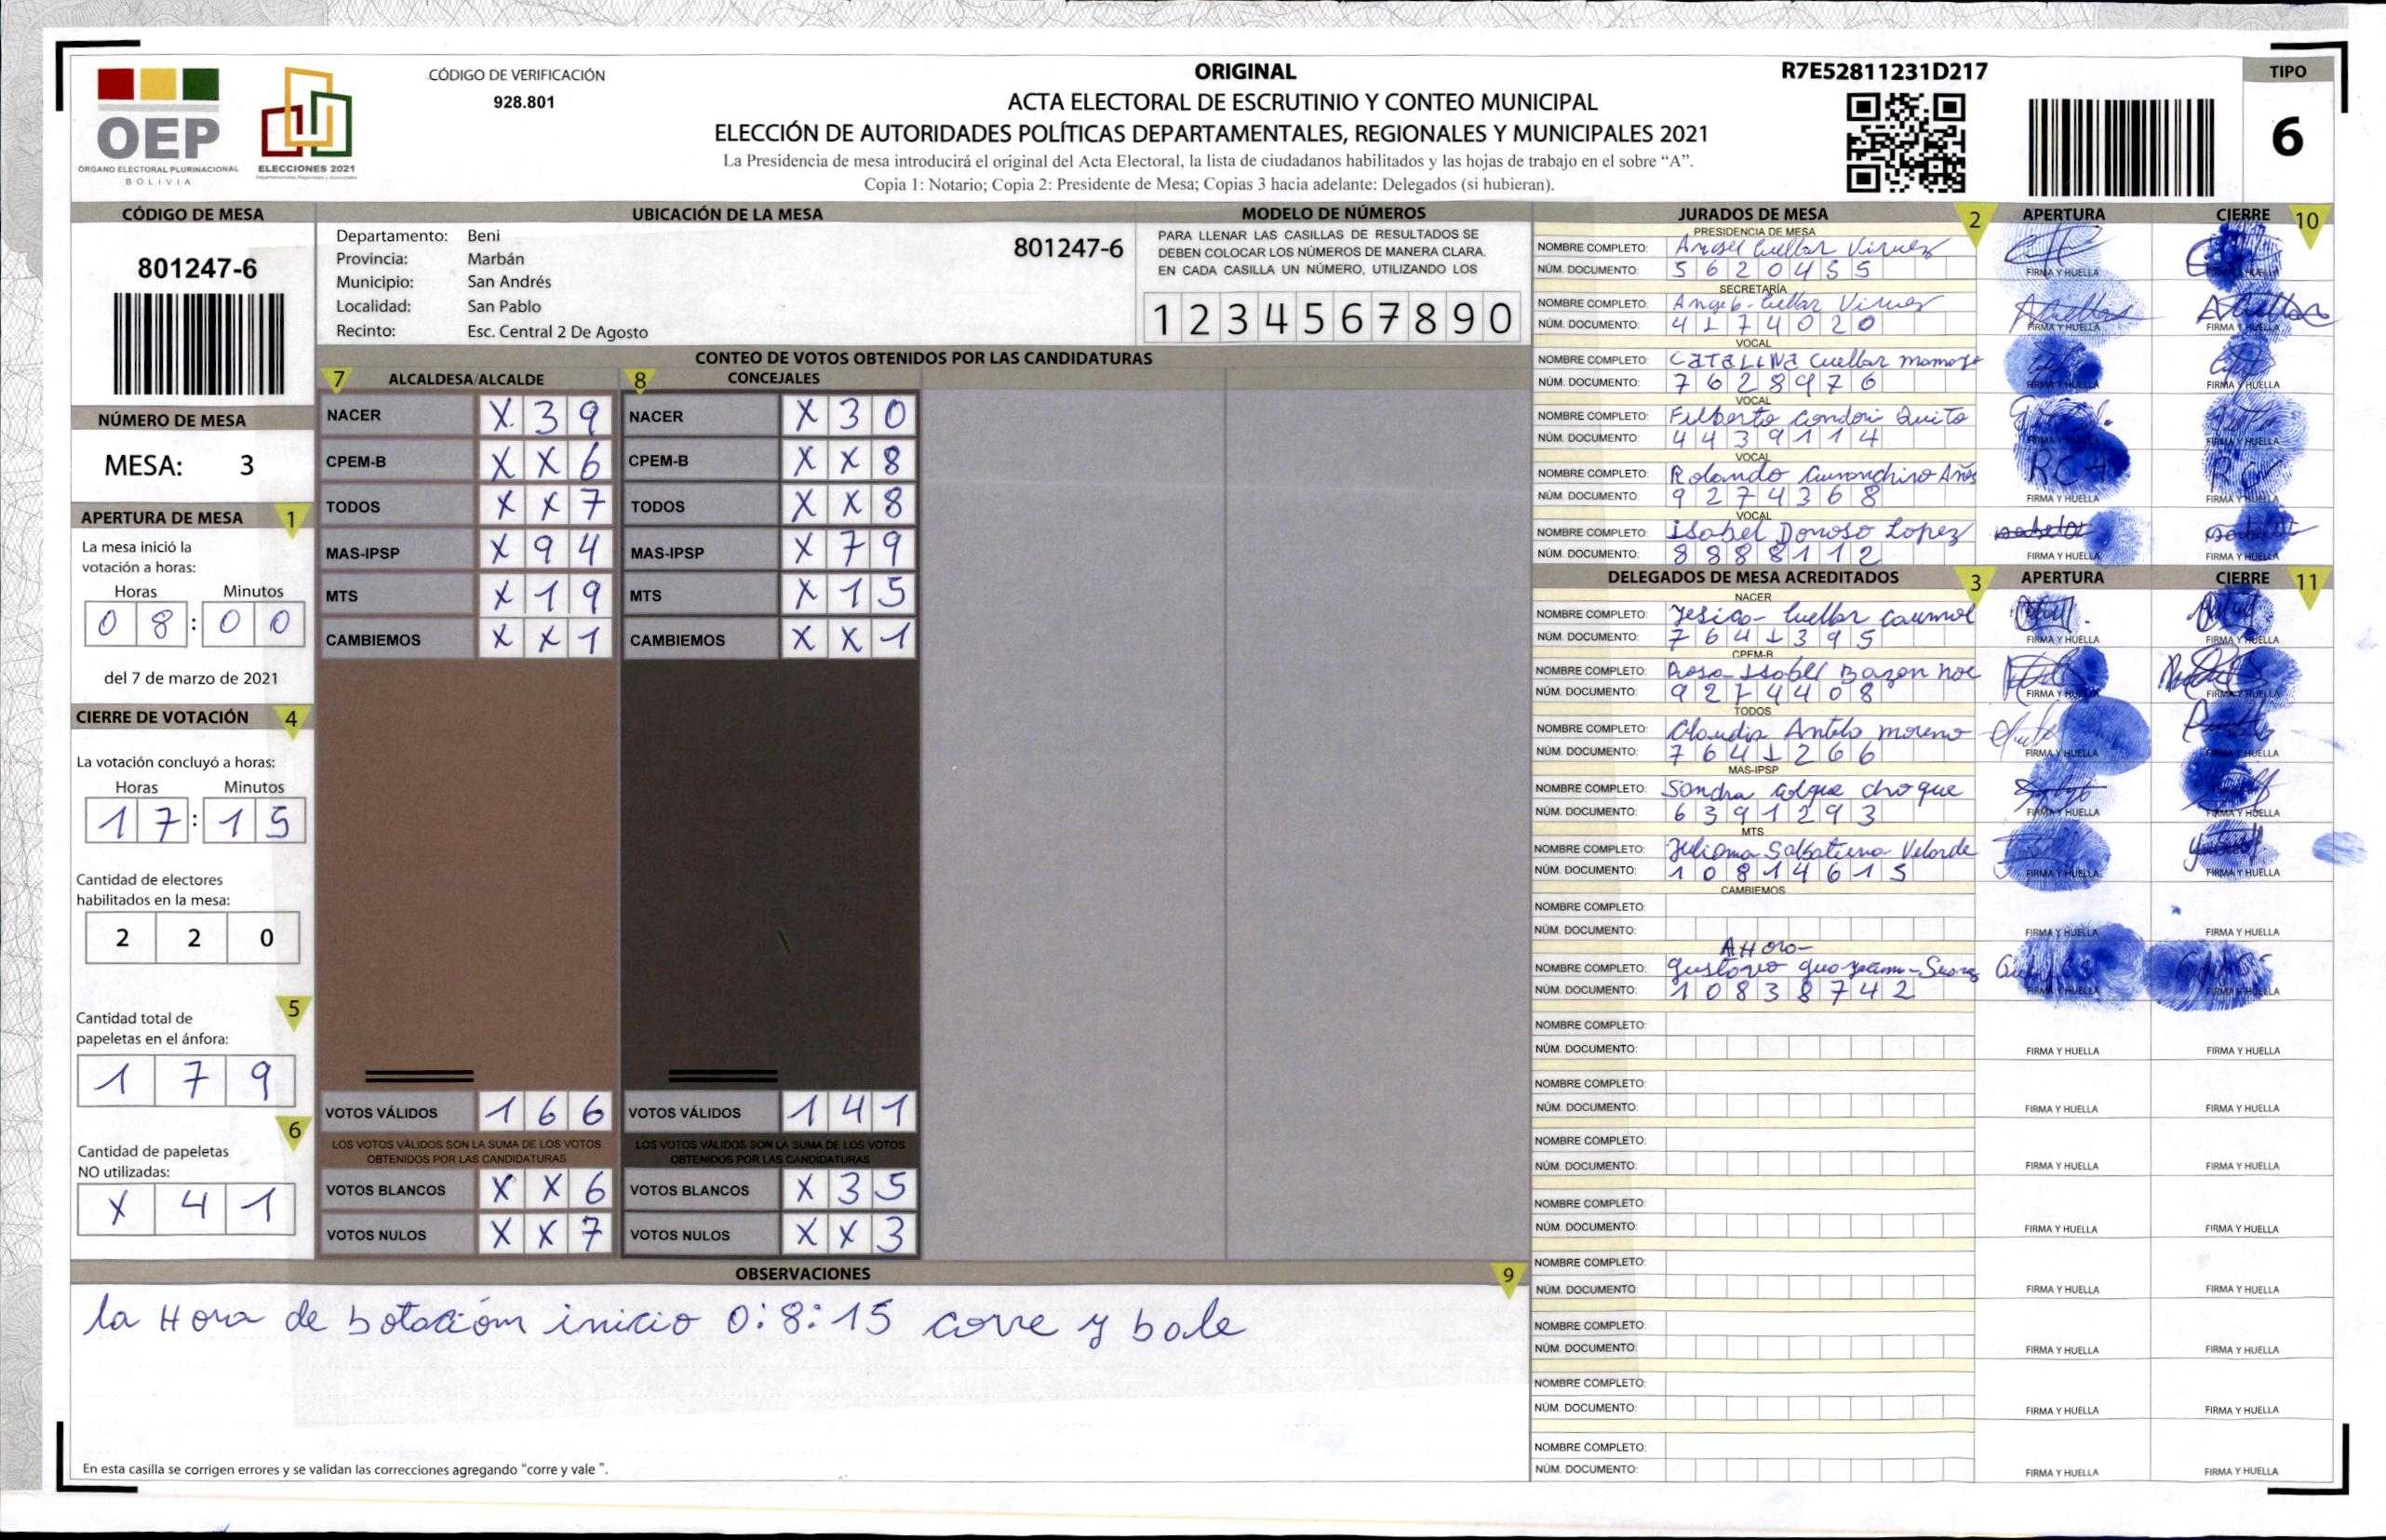 OEP
ÓRGANO ELECTORAL PLURINACIONAL
BOLIVIA
ELECCIONES 2021
CÓDIGO DE VERIFICACIÓN
928.801
ORIGINAL
ACTA ELECTORAL DE ESCRUTINIO Y CONTEO MUNICIPAL
ELECCIÓN DE AUTORIDADES POLÍTICAS DEPARTAMENTALES, REGIONALES Y MUNICIPALES 2021
La Presidencia de mesa introducirá el original del Acta Electoral, la lista de ciudadanos habilitados y las hojas de trabajo en el sobre “A”.
Copia 1: Notario; Copia 2: Presidente de Mesa; Copias 3 hacia adelante: Delegados (si hubieran).
R7E52811231D217
TIPO
6
CÓDIGO DE MESA
801247-6
NÚMERO DE MESA
MESA: 3
APERTURA DE MESA 1
La mesa inició la
votación a horas:
Horas Minutos
0 8 : 0 0
del 7 de marzo de 2021
CIERRE DE VOTACIÓN 4
La votación concluyó a horas:
Horas Minutos
1 7 : 1 5
Cantidad de electores
habilitados en la mesa:
2 2 0
5
Cantidad total de
papeletas en el ánfora:
1 7 9
6
Cantidad de papeletas
NO utilizadas:
X 4 1
UBICACIÓN DE LA MESA
Departamento: Beni
Provincia: Marbán
Municipio: San Andrés
Localidad: San Pablo
Recinto: Esc. Central 2 De Agosto
801247-6
MODELO DE NÚMEROS
PARA LLENAR LAS CASILLAS DE RESULTADOS SE
DEBEN COLOCAR LOS NÚMEROS DE MANERA CLARA.
EN CADA CASILLA UN NÚMERO, UTILIZANDO LOS
1 2 3 4 5 6 7 8 9 0
CONTEO DE VOTOS OBTENIDOS POR LAS CANDIDATURAS
7 ALCALDESA/ALCALDE 8 CONCEJALES
NACER X 3 9 NACER X 3 0
CPEM-B X X 6 CPEM-B X X 8
TODOS X X 7 TODOS X X 8
MAS-IPSP X 9 4 MAS-IPSP X 7 9
MTS X 1 9 MTS X 1 5
CAMBIEMOS X X 1 CAMBIEMOS X X 1
VOTOS VÁLIDOS 1 6 6 VOTOS VÁLIDOS 1 4 1
LOS VOTOS VÁLIDOS SON LA SUMA DE LOS VOTOS LOS VOTOS VÁLIDOS SON LA SUMA DE LOS VOTOS
OBTENIDOS POR LAS CANDIDATURAS OBTENIDOS POR LAS CANDIDATURAS
VOTOS BLANCOS X X 6 VOTOS BLANCOS X 3 5
VOTOS NULOS X X 7 VOTOS NULOS X X 3
OBSERVACIONES 9
la Hora de botación inicio 0:8:15 corre y bale
En esta casilla se corrigen errores y se validan las correcciones agregando “corre y vale ”.
JURADOS DE MESA 2 APERTURA CIERRE 10
PRESIDENCIA DE MESA
NOMBRE COMPLETO: Angel Cuellar Viruez
NÚM. DOCUMENTO: 5 6 2 0 4 5 5 FIRMA Y HUELLA
SECRETARÍA
NOMBRE COMPLETO: Cuellar Viruez
NÚM. DOCUMENTO: 4 1 7 4 0 2 0 FIRMA Y HUELLA FIRMA Y HUELLA
VOCAL
NOMBRE COMPLETO: CATALINA Cuellar
NÚM. DOCUMENTO: 7 6 2 8 9 7 6 FIRMA Y HUELLA FIRMA Y HUELLA
VOCAL
NOMBRE COMPLETO: Filberto Condori Quito
NÚM. DOCUMENTO: 4 4 3 9 1 1 4 FIRMA Y HUELLA FIRMA Y HUELLA
VOCAL
NOMBRE COMPLETO: Rolando
NÚM. DOCUMENTO: 9 2 7 4 3 6 8 FIRMA Y HUELLA FIRMA Y HUELLA
VOCAL
NOMBRE COMPLETO: Isabel Donoso Lopez
NÚM. DOCUMENTO: 8 8 8 8 1 1 2 FIRMA Y HUELLA FIRMA Y HUELLA
DELEGADOS DE MESA ACREDITADOS 3 APERTURA CIERRE 11
NACER
NOMBRE COMPLETO: Yesica Cuellar
NÚM. DOCUMENTO: 7 6 4 1 3 9 5 FIRMA Y HUELLA FIRMA Y HUELLA
CPEM-B
NOMBRE COMPLETO: Rosa Isabel Bazan noe
NÚM. DOCUMENTO: 9 2 7 4 4 0 8 FIRMA Y HUELLA FIRMA Y HUELLA
TODOS
NOMBRE COMPLETO: Claudia Antelo moreno
NÚM. DOCUMENTO: 7 6 4 1 2 6 6 FIRMA Y HUELLA FIRMA Y HUELLA
MAS-IPSP
NOMBRE COMPLETO: Sandra colque choque
NÚM. DOCUMENTO: 6 3 9 1 2 9 3 FIRMA Y HUELLA FIRMA Y HUELLA
MTS
NOMBRE COMPLETO: Juliana Salbatierra Velarde
NÚM. DOCUMENTO: 1 0 8 1 4 6 1 5 FIRMA Y HUELLA FIRMA Y HUELLA
CAMBIEMOS
NOMBRE COMPLETO:
NÚM. DOCUMENTO: FIRMA Y HUELLA FIRMA Y HUELLA
AHora
NOMBRE COMPLETO: gustavo
NÚM. DOCUMENTO: 1 0 8 3 8 7 4 2 FIRMA Y HUELLA FIRMA Y HUELLA
NOMBRE COMPLETO:
NÚM. DOCUMENTO: FIRMA Y HUELLA FIRMA Y HUELLA
NOMBRE COMPLETO:
NÚM. DOCUMENTO: FIRMA Y HUELLA FIRMA Y HUELLA
NOMBRE COMPLETO:
NÚM. DOCUMENTO: FIRMA Y HUELLA FIRMA Y HUELLA
NOMBRE COMPLETO:
NÚM. DOCUMENTO: FIRMA Y HUELLA FIRMA Y HUELLA
NOMBRE COMPLETO:
NÚM. DOCUMENTO: FIRMA Y HUELLA FIRMA Y HUELLA
NOMBRE COMPLETO:
NÚM. DOCUMENTO: FIRMA Y HUELLA FIRMA Y HUELLA
NOMBRE COMPLETO:
NÚM. DOCUMENTO: FIRMA Y HUELLA FIRMA Y HUELLA
NOMBRE COMPLETO:
NÚM. DOCUMENTO: FIRMA Y HUELLA FIRMA Y HUELLA